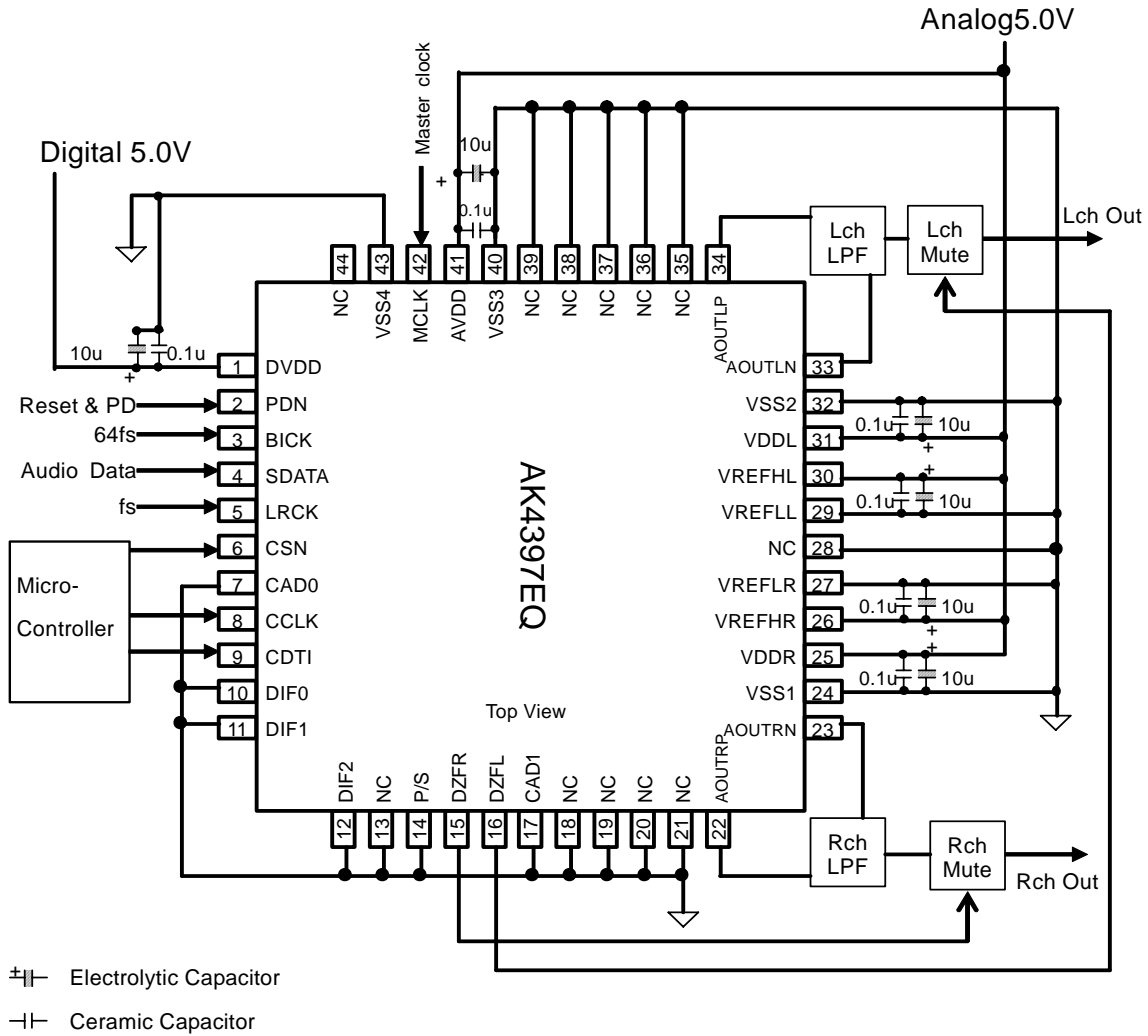 Analog5.0V
Master clock
10u
+
0.1u
Digital 5.0V
Lch LPF
Lch Mute
Lch Out
44 43 42 41 40 39 38 37 36 35 34
NC VSS4 MCLK AVDD VSS3 NC NC NC NC NC AOUTLP
10u 0.1u
+
1 DVDD
Reset & PD 2 PDN
64fs 3 BICK
Audio Data 4 SDATA
fs 5 LRCK
6 CSN
7 CAD0
8 CCLK
9 CDTI
10 DIF0
11 DIF1
Micro-
Controller
AK4397EQ
Top View
AOUTLN 33
VSS2 32
0.1u 10u
VDDL 31
+
+
VREFHL 30
0.1u 10u
VREFLL 29
NC 28
VREFLR 27
0.1u 10u
VREFHR 26
+
+
VDDR 25
0.1u 10u
VSS1 24
AOUTRN 23
DIF2 NC P/S DZFR DZFL CAD1 NC NC NC NC AOUTRP
12 13 14 15 16 17 18 19 20 21 22
Rch LPF
Rch Mute
Rch Out
+ Electrolytic Capacitor
Ceramic Capacitor